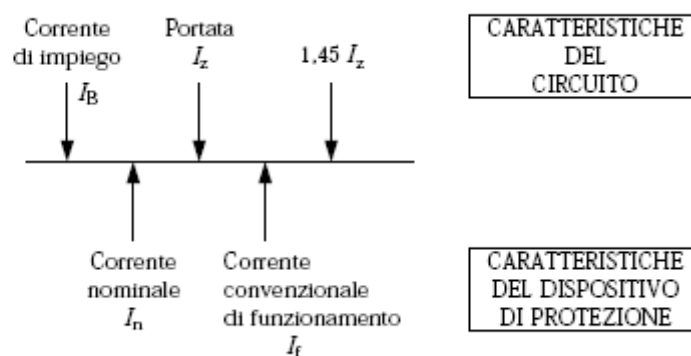 Corrente
di impiego
I_B
Portata
I_z
1,45 I_z
CARATTERISTICHE
DEL
CIRCUITO
Corrente
nominale
I_n
Corrente
convenzionale
di funzionamento
I_f
CARATTERISTICHE
DEL DISPOSITIVO
DI PROTEZIONE